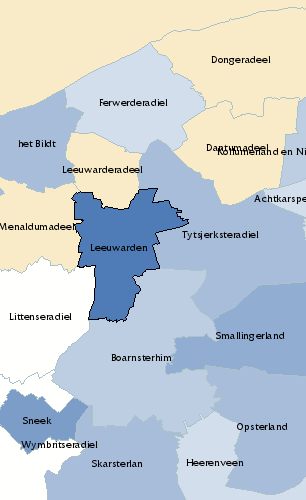 Dongeradeel
Ferwerderadiel
het Bildt
Dantumadeel
Kollumerland en Ni
Leeuwarderadeel
Achtkarspe
Menaldumadeel
Tytsjerksteradiel
Leeuwarden
Littenseradiel
Smallingerland
Boarnsterhim
Sneek
Opsterland
Wymbritseradiel
Skarsterlan
Heerenveen